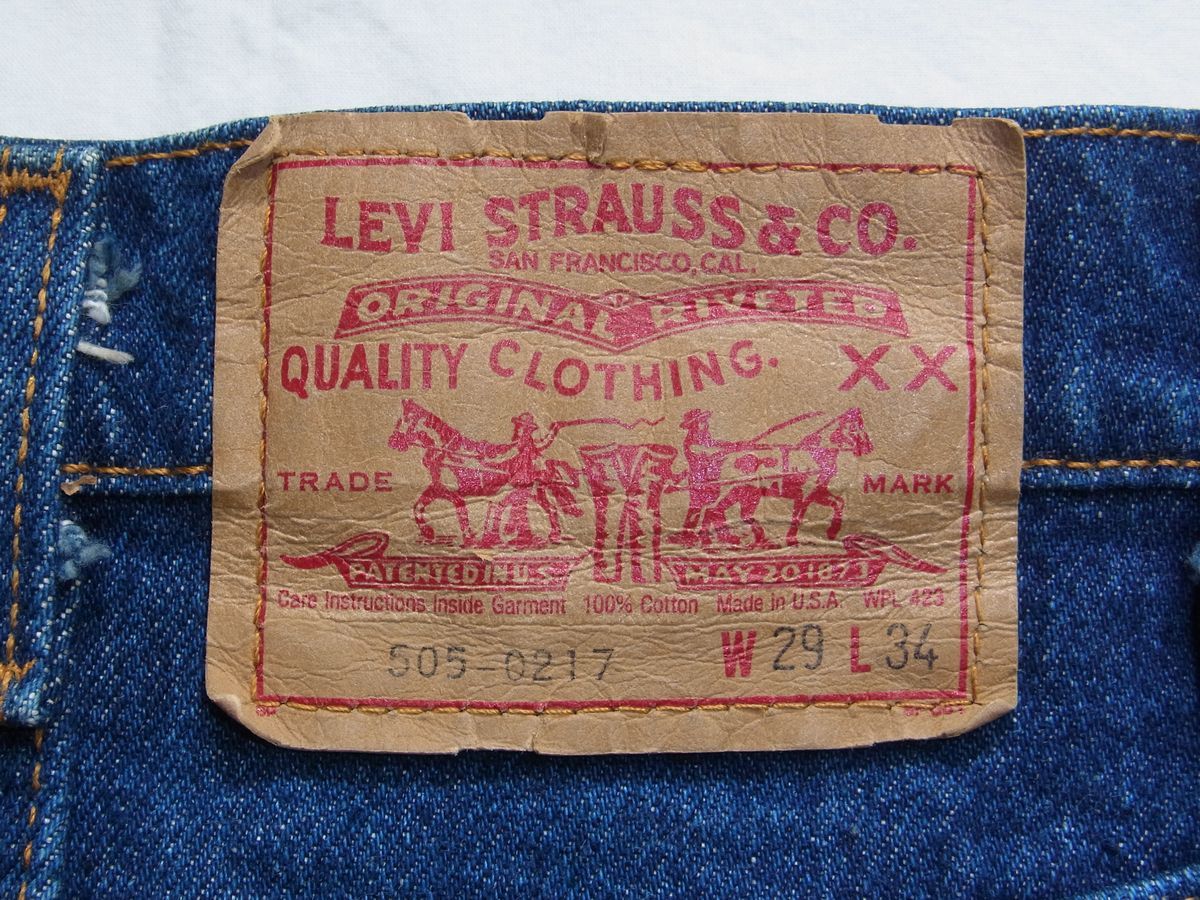 LEVI STRAUSS & CO.
SAN FRANCISCO, CAL.
ORIGINAL RIVETED
QUALITY CLOTHING. XX
TRADE MARK
PATENTED IN U.S. MAY 20 1873
Care Instructions Inside Garment 100% Cotton Made in U.S.A. WPL 423
505-0217 W 29 L 34